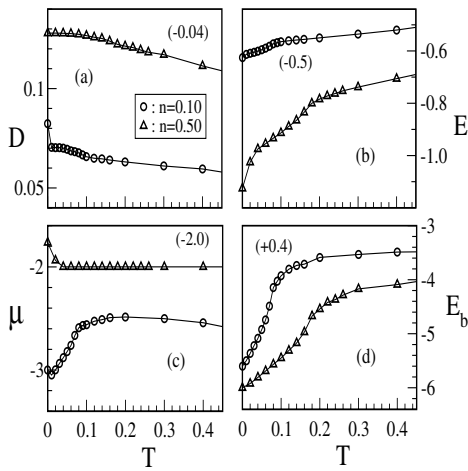 (-0.04)
0.1
(a)
: n=0.10
: n=0.50
D
0.05
-0.6
(-0.5)
-0.8
E
(b)
-1.0
(-2.0)
-2
μ
-3
(c)
0 0.1 0.2 0.3 0.4
T
-3
(+0.4)
-4
E_b
-5
(d)
-6
0 0.1 0.2 0.3 0.4
T